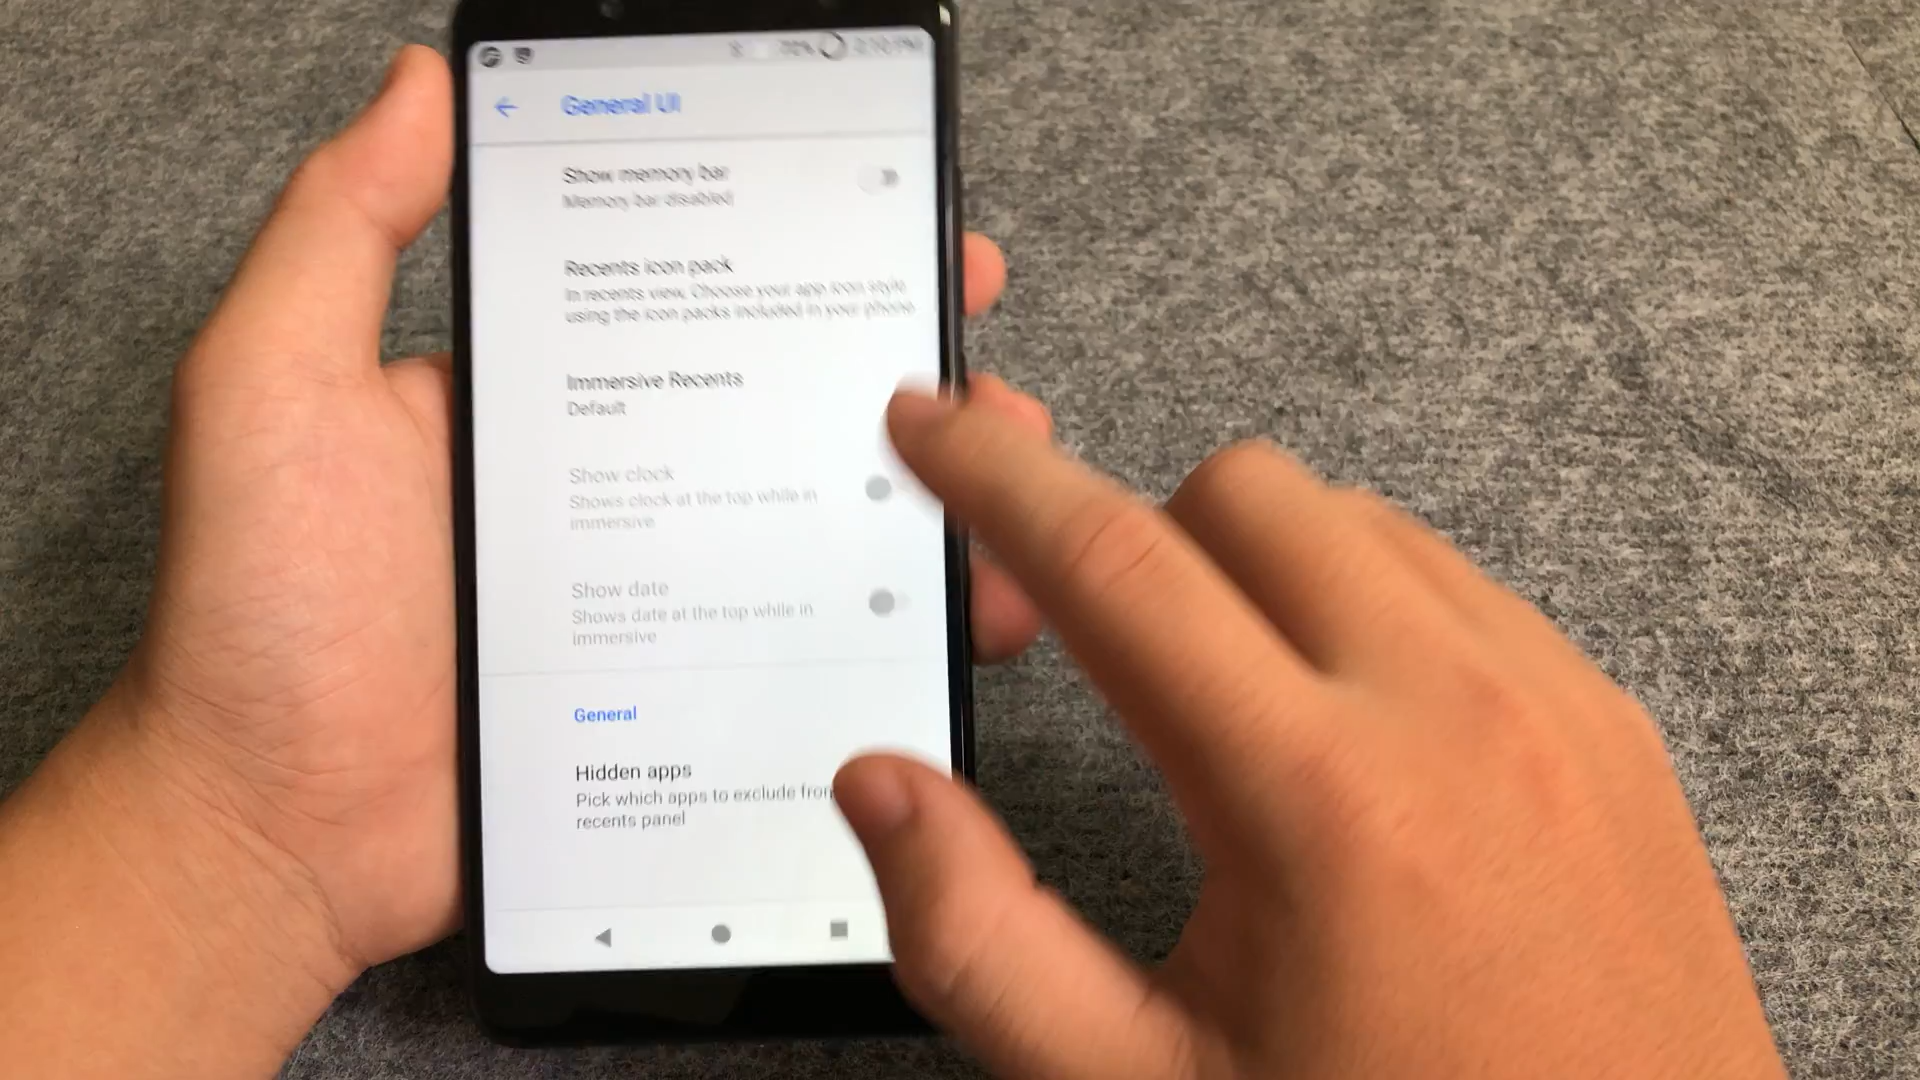 General UI
Show memory bar
Memory bar disabled
Recents icon pack
In recents view. Choose your app icon style
using the icon packs included in your phone
Immersive Recents
Default
Show clock
Shows clock at the top while in
immersive
Show date
Shows date at the top while in
immersive
General
Hidden apps
Pick which apps to exclude from
recents panel